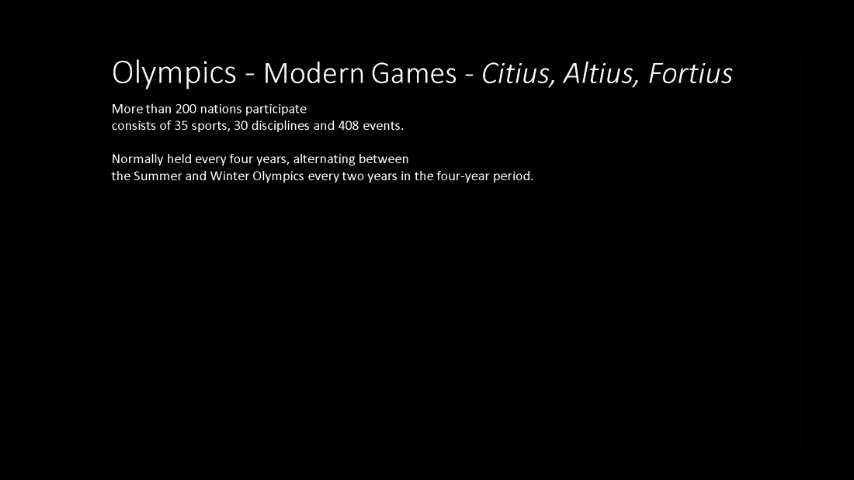 Olympics - Modern Games - Citius, Altius, Fortius
More than 200 nations participate
consists of 35 sports, 30 disciplines and 408 events.
Normally held every four years, alternating between
the Summer and Winter Olympics every two years in the four-year period.